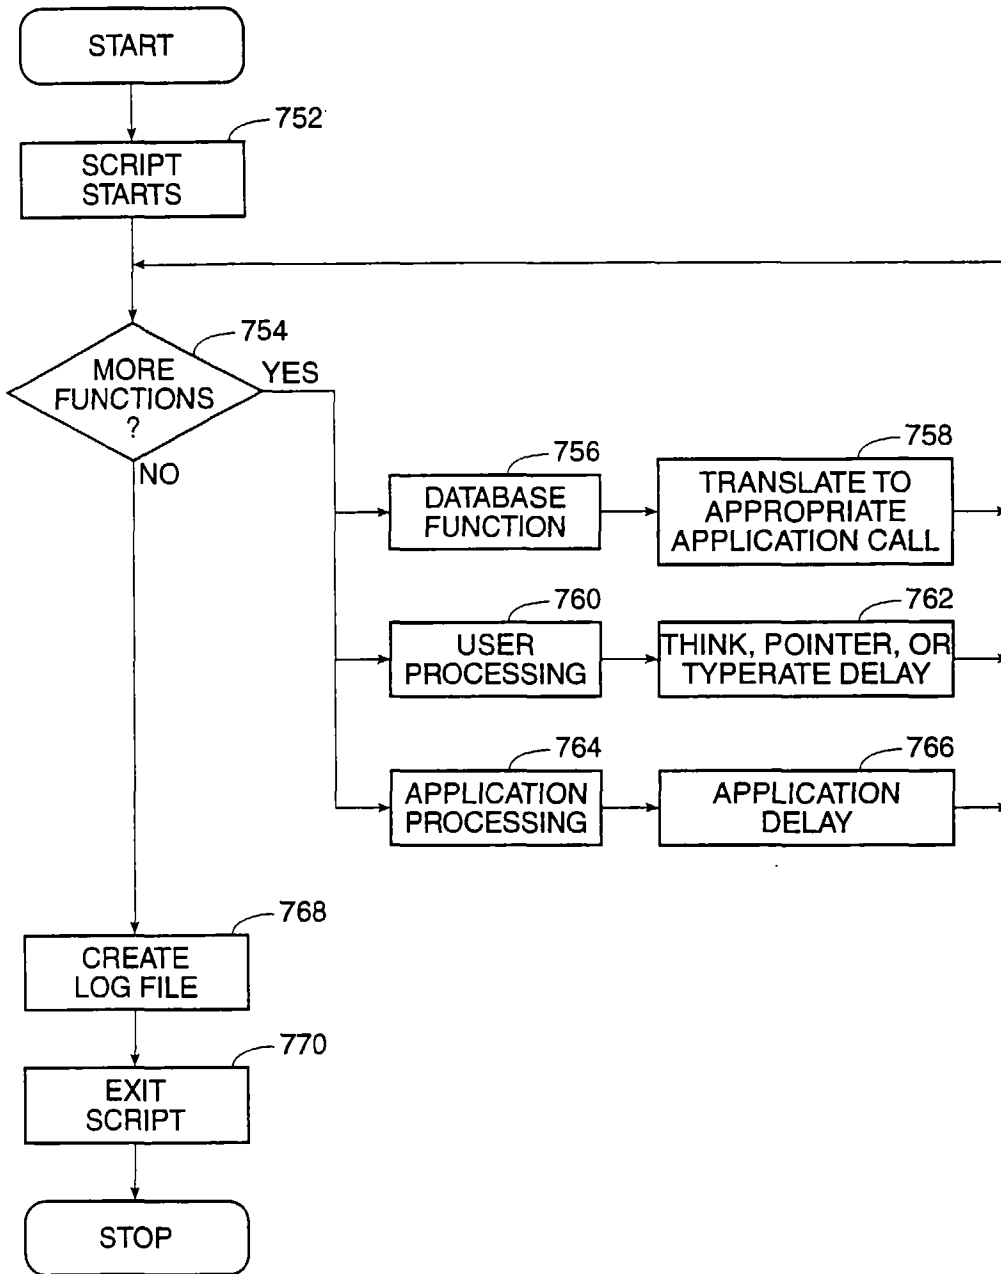 START
752
SCRIPT
STARTS
754
MORE
FUNCTIONS
?
YES
NO
756
DATABASE
FUNCTION
758
TRANSLATE TO
APPROPRIATE
APPLICATION CALL
760
USER
PROCESSING
762
THINK, POINTER, OR
TYPERATE DELAY
764
APPLICATION
PROCESSING
766
APPLICATION
DELAY
768
CREATE
LOG FILE
770
EXIT
SCRIPT
STOP